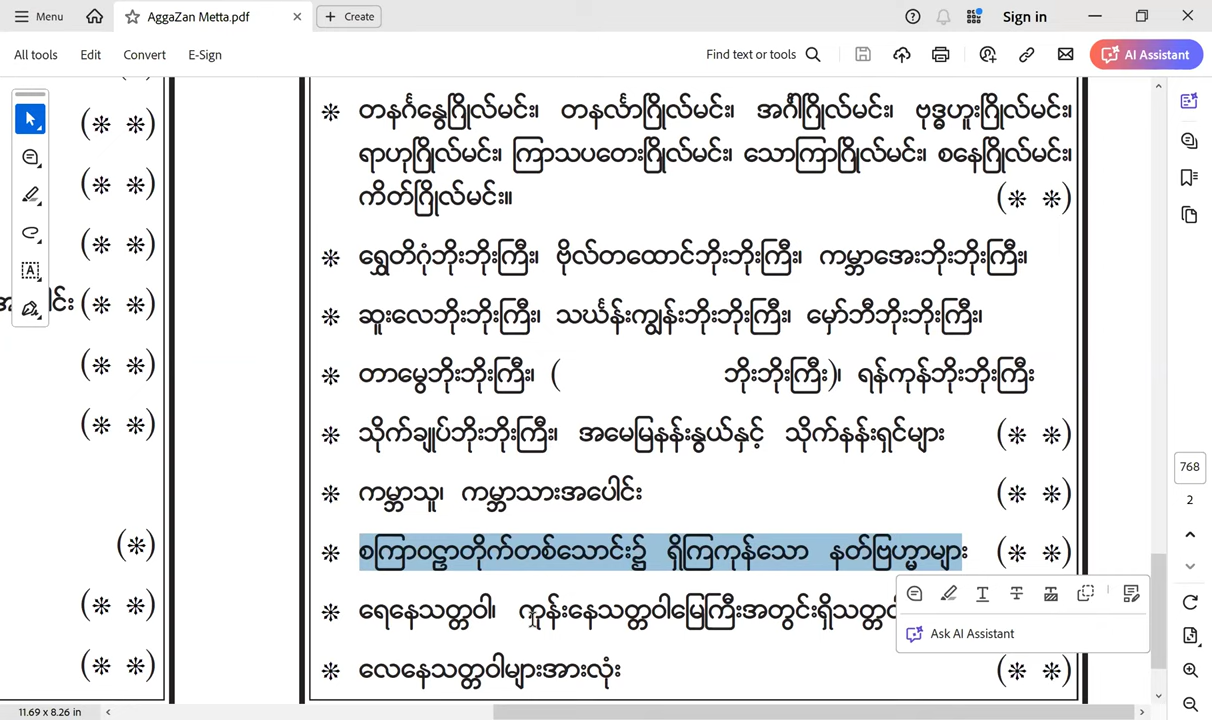 Menu
AggaZan Metta.pdf
Create
Sign in
All tools
Edit
Convert
E-Sign
Find text or tools
AI Assistant
(* *)
(* *)
(* *)
(* *)
(* *)
(* *)
(*)
(* *)
(* *)
* တနင်္ဂနွေဂြိုလ်မင်း၊ တနင်္လာဂြိုလ်မင်း၊ အင်္ဂါဂြိုလ်မင်း၊ ဗုဒ္ဓဟူးဂြိုလ်မင်း၊
ရာဟုဂြိုလ်မင်း၊ ကြာသပတေးဂြိုလ်မင်း၊ သောကြာဂြိုလ်မင်း၊ စနေဂြိုလ်မင်း၊
ကိတ်ဂြိုလ်မင်း။ (* *)
* ရွှေတိဂုံဘိုးဘိုးကြီး၊ ဗိုလ်တထောင်ဘိုးဘိုးကြီး၊ ကမ္ဘာအေးဘိုးဘိုးကြီး၊
* ဆူးလေဘိုးဘိုးကြီး၊ သင်္ဃန်းကျွန်းဘိုးဘိုးကြီး၊ မှော်ဘီဘိုးဘိုးကြီး၊
* တာမွေဘိုးဘိုးကြီး၊ ( ဘိုးဘိုးကြီး)၊ ရန်ကုန်ဘိုးဘိုးကြီး
* သိုက်ချုပ်ဘိုးဘိုးကြီး၊ အမေမြနန်းနွယ်နှင့် သိုက်နန်းရှင်များ (* *)
* ကမ္ဘာသူ၊ ကမ္ဘာသားအပေါင်း (* *)
* စကြာဝဠာတိုက်တစ်သောင်း၌ ရှိကြကုန်သော နတ်ဗြဟ္မာများ (* *)
* ရေနေသတ္တဝါ၊ ကုန်းနေသတ္တဝါမြေကြီးအတွင်းရှိ
* လေနေသတ္တဝါများအားလုံး (* *)
Ask AI Assistant
768
2
11.69 x 8.26 in